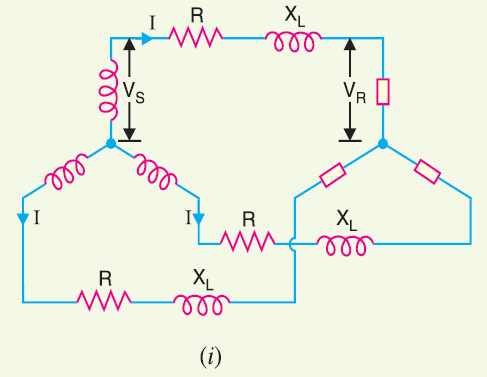 I R X_L
V_S V_R
I I R X_L
R X_L
(i)